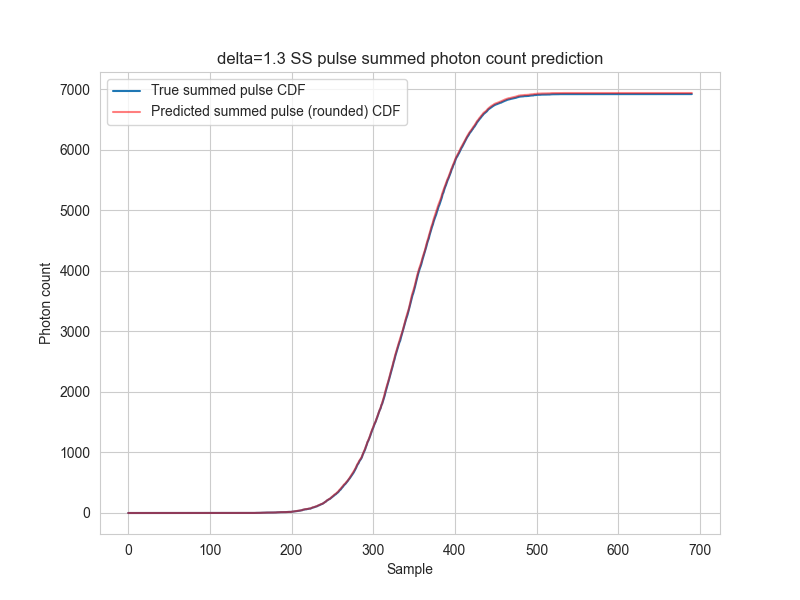 delta=1.3 SS pulse summed photon count prediction
True summed pulse CDF
Predicted summed pulse (rounded) CDF
7000
6000
5000
4000
3000
2000
1000
0
Photon count
0 100 200 300 400 500 600 700
Sample